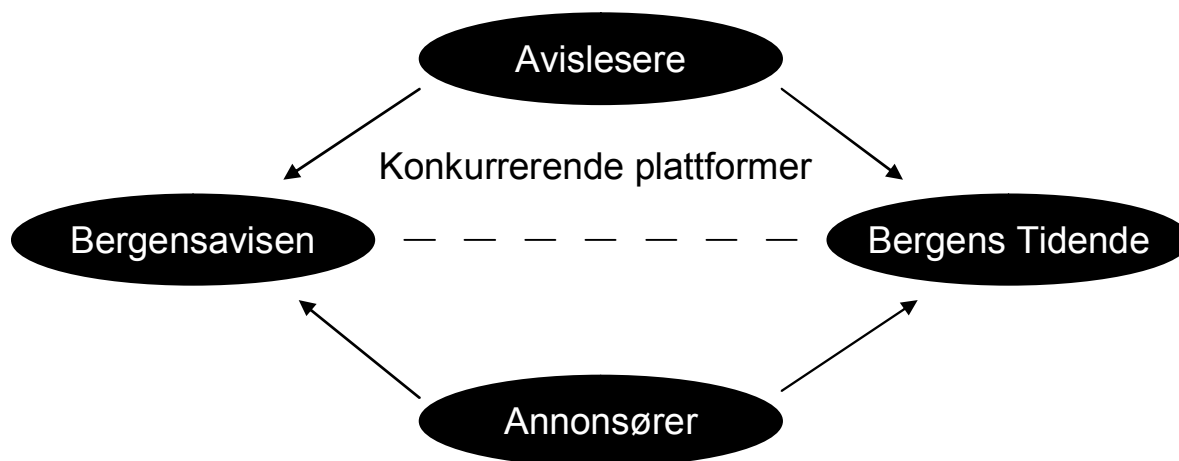 Avislesere
Konkurrerende plattformer
Bergensavisen
Bergens Tidende
Annonsører